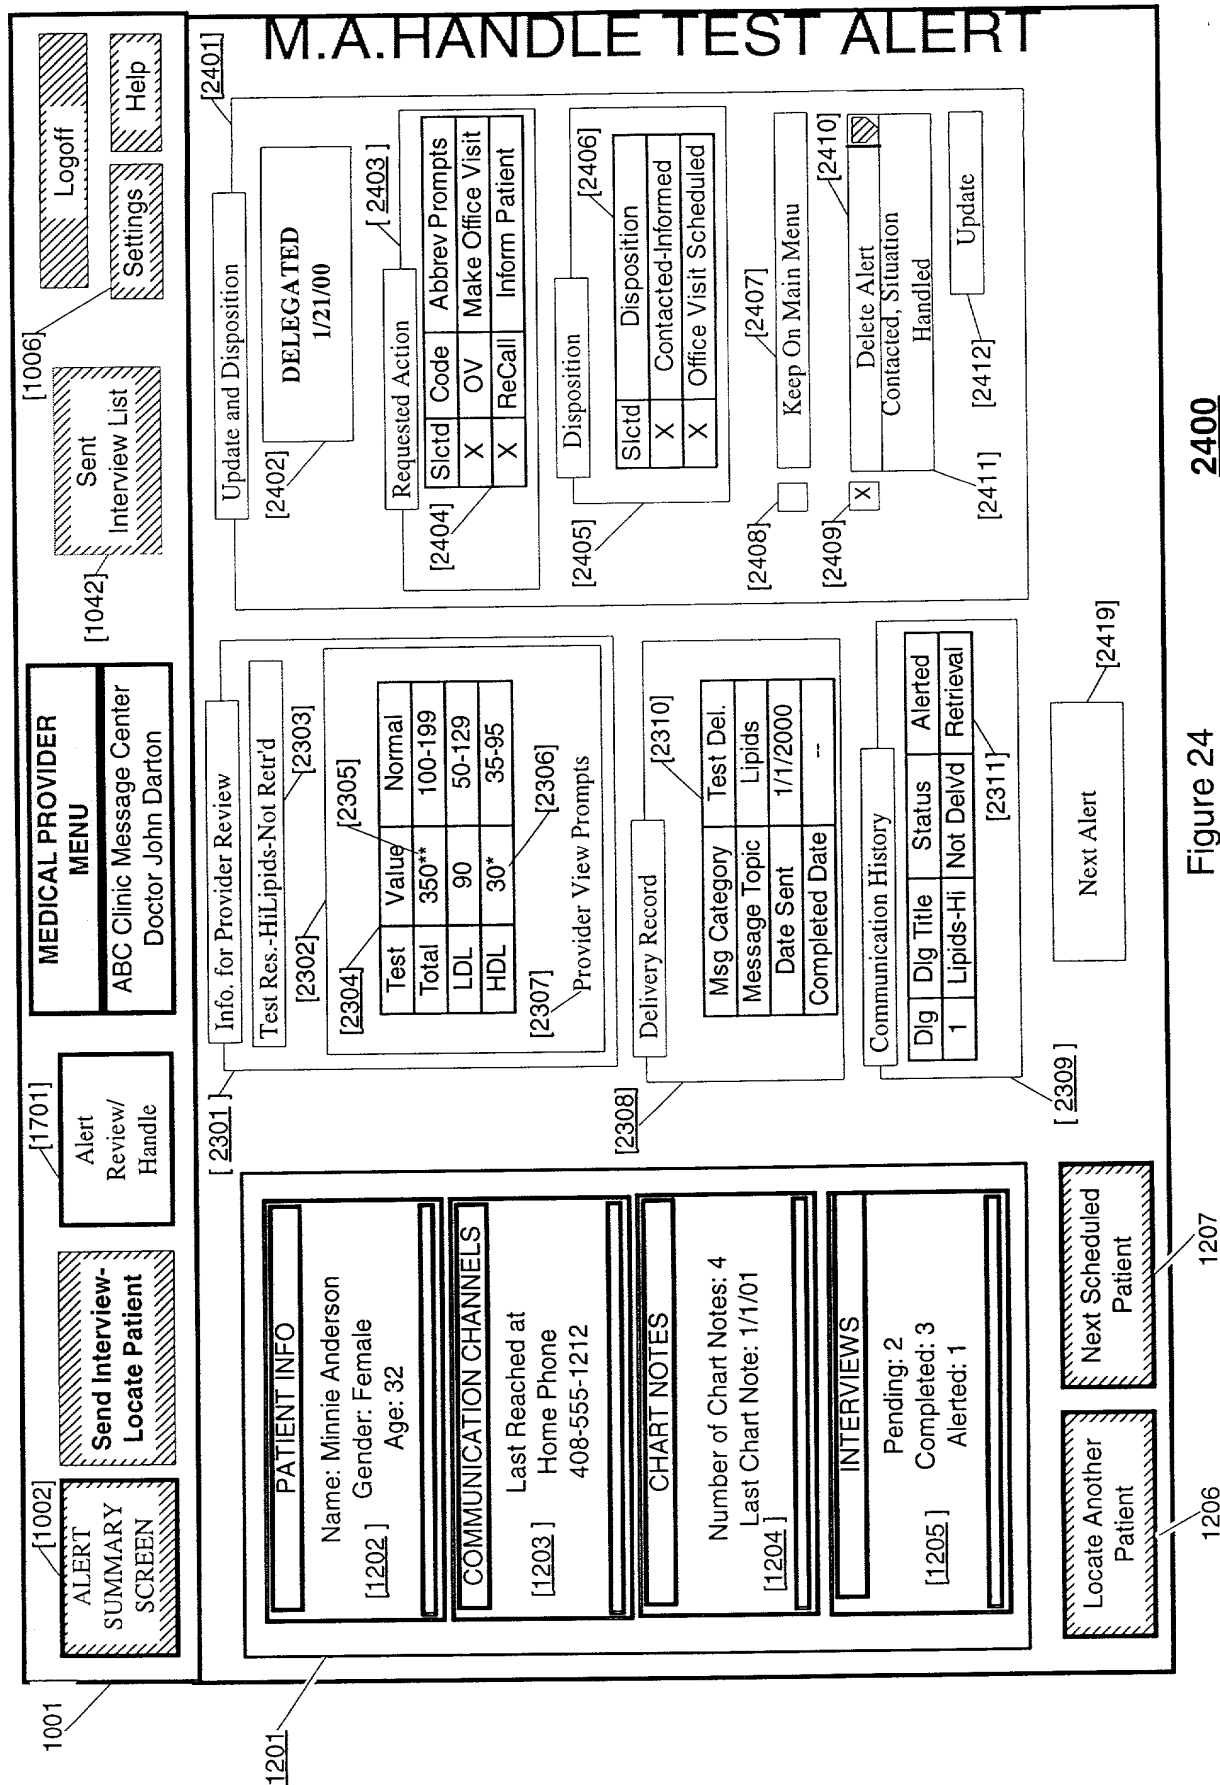 1001
[1002]
ALERT
SUMMARY
SCREEN
Send Interview-
Locate Patient
[1701]
Alert
Review/
Handle
MEDICAL PROVIDER
MENU
ABC Clinic Message Center
Doctor John Darton
[1042]
Sent
Interview List
[1006]
Logoff
Settings
Help
M.A.HANDLE TEST ALERT
1201
PATIENT INFO
Name: Minnie Anderson
Gender: Female
Age: 32
[1202]
COMMUNICATION CHANNELS
Last Reached at
Home Phone
408-555-1212
[1203]
CHART NOTES
Number of Chart Notes: 4
Last Chart Note: 1/1/01
[1204]
INTERVIEWS
Pending: 2
Completed: 3
Alerted: 1
[1205]
Locate Another
Patient
1206
Next Scheduled
Patient
1207
[2301]
Info. for Provider Review
Test Res.-HiLipids-Not Retr'd
[2303]
[2302]
[2304]
[2305]
Test Value Normal
Total 350** 100-199
LDL 90 50-129
HDL 30* 35-95
[2306]
[2307]
Provider View Prompts
[2308]
Delivery Record
[2310]
Msg Category Test Del.
Message Topic Lipids
Date Sent 1/1/2000
Completed Date --
Communication History
Dlg Dlg Title Status Alerted
1 Lipids-Hi Not Delvd Retrieval
[2311]
[2309]
Next Alert
[2419]
[2401]
Update and Disposition
DELEGATED
1/21/00
[2402]
[2403]
Requested Action
Slctd Code Abbrev Prompts
X OV Make Office Visit
X ReCall Inform Patient
[2404]
Disposition
[2406]
Slctd Disposition
X Contacted-Informed
X Office Visit Scheduled
[2405]
[2407]
[2408]
Keep On Main Menu
[2409]
X
[2410]
Delete Alert
Contacted, Situation
Handled
[2411]
[2412]
Update
Figure 24
2400